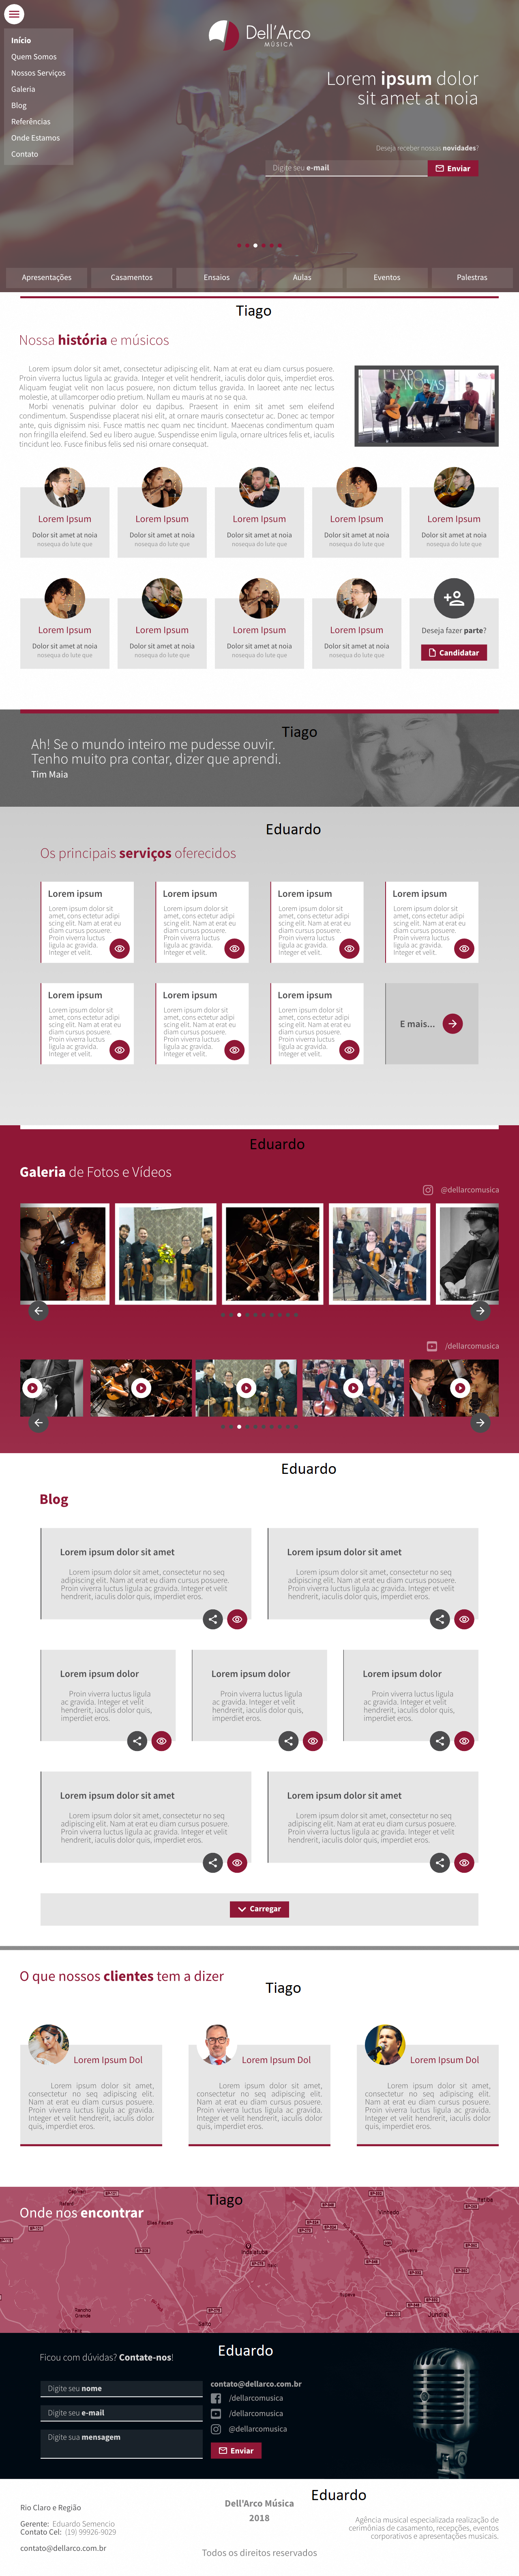 Dell'Arco
MÚSICA
Início
Quem Somos
Nossos Serviços
Galeria
Blog
Referências
Onde Estamos
Contato
Lorem ipsum dolor
sit amet at noia
Deseja receber nossas novidades?
Digite seu e-mail
Enviar
Apresentações
Casamentos
Ensaios
Aulas
Eventos
Palestras
Tiago
Nossa história e músicos
Lorem ipsum dolor sit amet, consectetur adipiscing elit. Nam at erat eu diam cursus posuere.
Proin viverra luctus ligula ac gravida. Integer et velit hendrerit, iaculis dolor quis, imperdiet eros.
Aliquam feugiat in non lacus posuere, non dictum tellus gravida. In laoreet ante nec lectus
molestie, at ullamcorper odio pretium. Nullam eu mauris at no se qua.
Morbi venenatis pulvinar dolor eu dapibus. Praesent in enim sit amet sem eleifend
condimentum. Suspendisse placerat nisi elit, at ornare mauris consectetur ac. Donec ac tempor
ante, quis dignissim nisi. Fusce mattis nec quam nec tincidunt. Maecenas condimentum quam
non fringilla eleifend. Sed eu libero augue. Suspendisse enim ligula, ornare ultrices felis et, iaculis
tincidunt leo. Fusce finibus felis sed nisi ornare consequat.
Lorem Ipsum
Dolor sit amet at noia
nosequa do lute que
Lorem Ipsum
Dolor sit amet at noia
nosequa do lute que
Lorem Ipsum
Dolor sit amet at noia
nosequa do lute que
Lorem Ipsum
Dolor sit amet at noia
nosequa do lute que
Lorem Ipsum
Dolor sit amet at noia
nosequa do lute que
Lorem Ipsum
Dolor sit amet at noia
nosequa do lute que
Lorem Ipsum
Dolor sit amet at noia
nosequa do lute que
Lorem Ipsum
Dolor sit amet at noia
nosequa do lute que
Lorem Ipsum
Dolor sit amet at noia
nosequa do lute que
Deseja fazer parte?
Candidatar
Tiago
Ah! Se o mundo inteiro me pudesse ouvir.
Tenho muito pra contar, dizer que aprendi.
Tim Maia
Eduardo
Os principais serviços oferecidos
Lorem ipsum
Lorem ipsum dolor sit
amet, cons ectetur adipi
scing elit. Nam at erat eu
diam cursus posuere.
Proin viverra luctus
ligula ac gravida.
Integer et velit.
Lorem ipsum
Lorem ipsum dolor sit
amet, cons ectetur adipi
scing elit. Nam at erat eu
diam cursus posuere.
Proin viverra luctus
ligula ac gravida.
Integer et velit.
Lorem ipsum
Lorem ipsum dolor sit
amet, cons ectetur adipi
scing elit. Nam at erat eu
diam cursus posuere.
Proin viverra luctus
ligula ac gravida.
Integer et velit.
Lorem ipsum
Lorem ipsum dolor sit
amet, cons ectetur adipi
scing elit. Nam at erat eu
diam cursus posuere.
Proin viverra luctus
ligula ac gravida.
Integer et velit.
Lorem ipsum
Lorem ipsum dolor sit
amet, cons ectetur adipi
scing elit. Nam at erat eu
diam cursus posuere.
Proin viverra luctus
ligula ac gravida.
Integer et velit.
Lorem ipsum
Lorem ipsum dolor sit
amet, cons ectetur adipi
scing elit. Nam at erat eu
diam cursus posuere.
Proin viverra luctus
ligula ac gravida.
Integer et velit.
Lorem ipsum
Lorem ipsum dolor sit
amet, cons ectetur adipi
scing elit. Nam at erat eu
diam cursus posuere.
Proin viverra luctus
ligula ac gravida.
Integer et velit.
E mais...
Eduardo
Galeria de Fotos e Vídeos
@dellarcomusica
/dellarcomusica
Eduardo
Blog
Lorem ipsum dolor sit amet
Lorem ipsum dolor sit amet, consectetur no seq
adipiscing elit. Nam at erat eu diam cursus posuere.
Proin viverra luctus ligula ac gravida. Integer et velit
hendrerit, iaculis dolor quis, imperdiet eros.
Lorem ipsum dolor sit amet
Lorem ipsum dolor sit amet, consectetur no seq
adipiscing elit. Nam at erat eu diam cursus posuere.
Proin viverra luctus ligula ac gravida. Integer et velit
hendrerit, iaculis dolor quis, imperdiet eros.
Lorem ipsum dolor
Proin viverra luctus ligula
ac gravida. Integer et velit
hendrerit, iaculis dolor quis,
imperdiet eros.
Lorem ipsum dolor
Proin viverra luctus ligula
ac gravida. Integer et velit
hendrerit, iaculis dolor quis,
imperdiet eros.
Lorem ipsum dolor
Proin viverra luctus ligula
ac gravida. Integer et velit
hendrerit, iaculis dolor quis,
imperdiet eros.
Lorem ipsum dolor sit amet
Lorem ipsum dolor sit amet, consectetur no seq
adipiscing elit. Nam at erat eu diam cursus posuere.
Proin viverra luctus ligula ac gravida. Integer et velit
hendrerit, iaculis dolor quis, imperdiet eros.
Lorem ipsum dolor sit amet
Lorem ipsum dolor sit amet, consectetur no seq
adipiscing elit. Nam at erat eu diam cursus posuere.
Proin viverra luctus ligula ac gravida. Integer et velit
hendrerit, iaculis dolor quis, imperdiet eros.
Carregar
O que nossos clientes tem a dizer
Tiago
Lorem Ipsum Dol
Lorem ipsum dolor sit amet,
consectetur no seq adipiscing elit.
Nam at erat eu diam cursus posuere.
Proin viverra luctus ligula ac gravida.
Integer et velit hendrerit, iaculis dolor
quis, imperdiet eros.
Lorem Ipsum Dol
Lorem ipsum dolor sit amet,
consectetur no seq adipiscing elit.
Nam at erat eu diam cursus posuere.
Proin viverra luctus ligula ac gravida.
Integer et velit hendrerit, iaculis dolor
quis, imperdiet eros.
Lorem Ipsum Dol
Lorem ipsum dolor sit amet,
consectetur no seq adipiscing elit.
Nam at erat eu diam cursus posuere.
Proin viverra luctus ligula ac gravida.
Integer et velit hendrerit, iaculis dolor
quis, imperdiet eros.
Tiago
Onde nos encontrar
Vinhedo
Itatiba
Elias Fausto
Cardeal
Indaiatuba
Louveira
Itupeva
Rancho
Grande
Salto
Jundiaí
Porto Feliz
Eduardo
Ficou com dúvidas? Contate-nos!
Digite seu nome
Digite seu e-mail
Digite sua mensagem
contato@dellarco.com.br
/dellarcomusica
/dellarcomusica
@dellarcomusica
Enviar
Eduardo
Rio Claro e Região
Gerente: Eduardo Semencio
Contato Cel: (19) 99926-9029
contato@dellarco.com.br
Dell'Arco Música
2018
Todos os direitos reservados
Agência musical especializada realização de
cerimônias de casamento, recepções, eventos
corporativos e apresentações musicais.